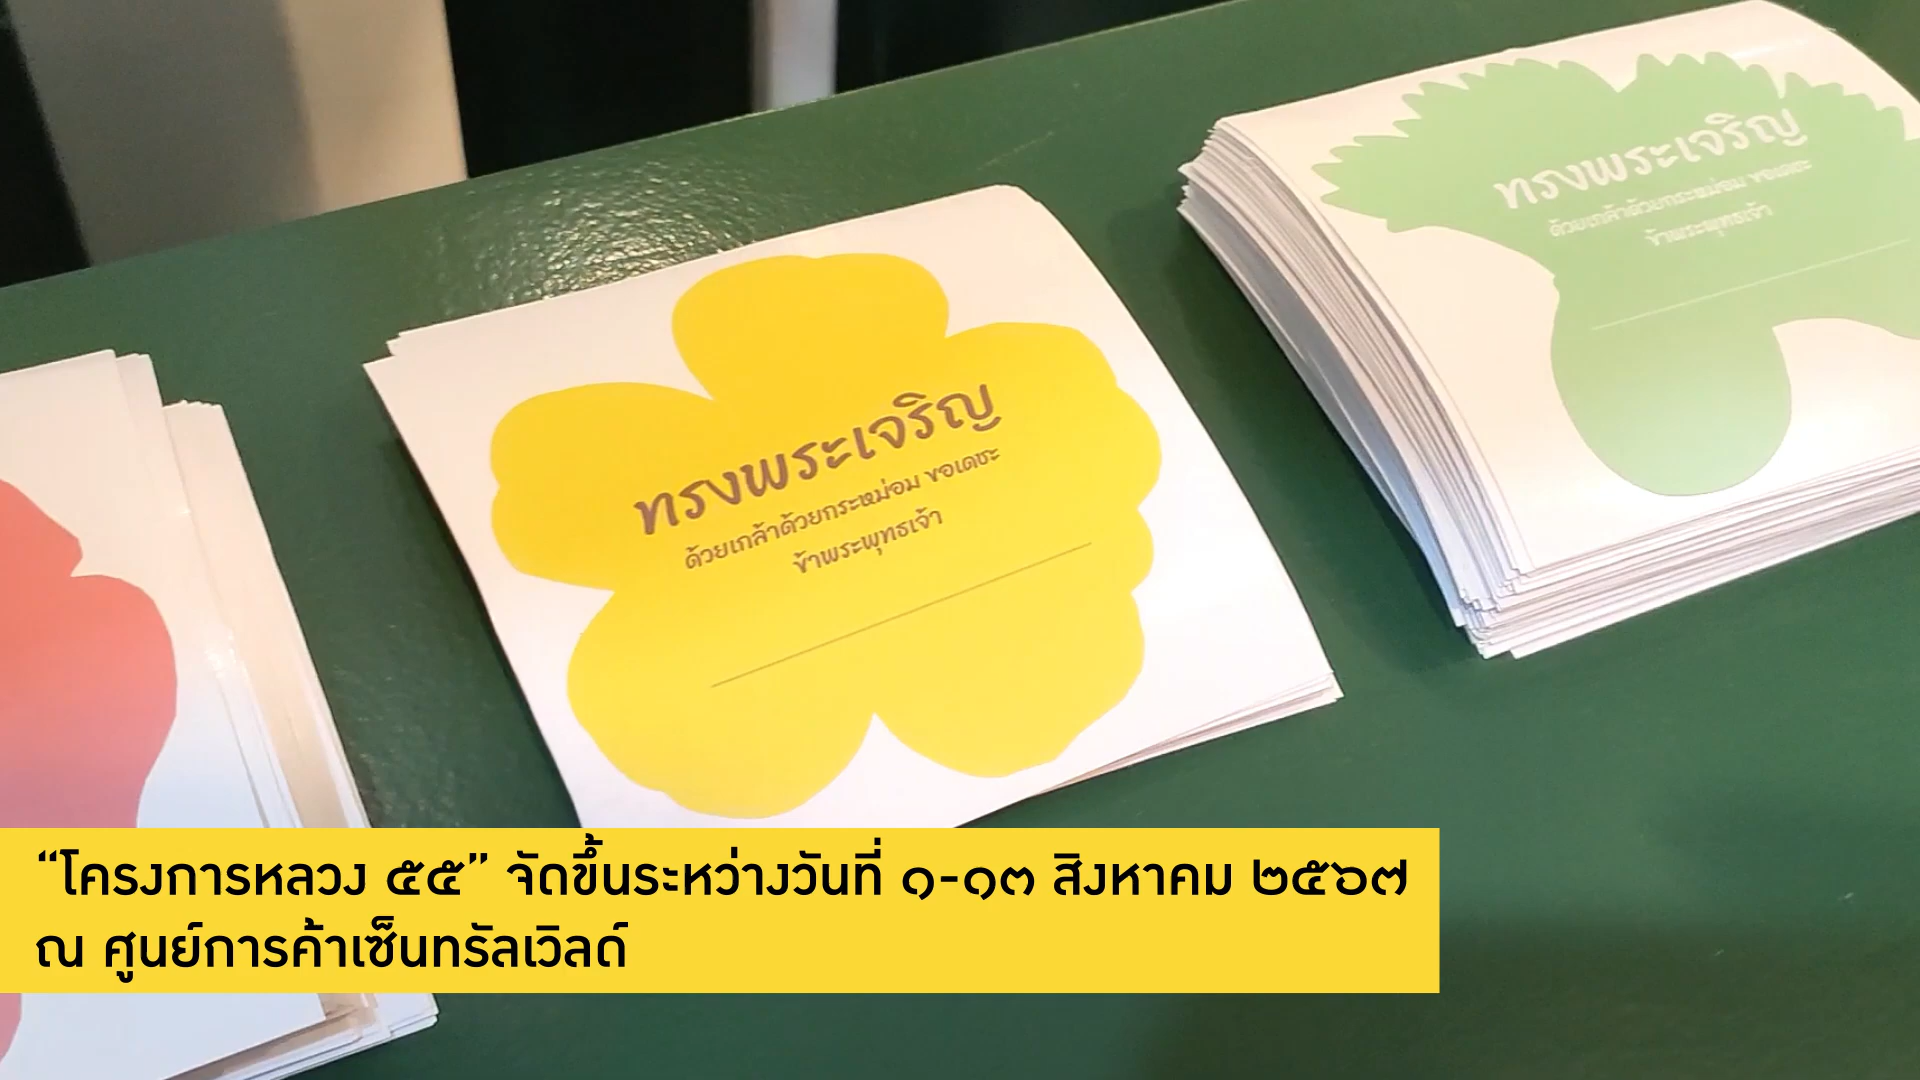 ทรงพระเจริญ
ด้วยเกล้าด้วยกระหม่อม ขอเดชะ
ข้าพระพุทธเจ้า
ทรงพระเจริญ
ด้วยเกล้าด้วยกระหม่อม ขอเดชะ
ข้าพระพุทธเจ้า
“โครงการหลวง ๕๕” จัดขึ้นระหว่างวันที่ ๑-๑๓ สิงหาคม ๒๕๖๗
ณ ศูนย์การค้าเซ็นทรัลเวิลด์